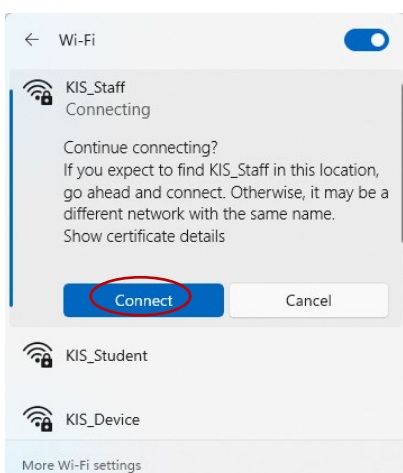 Wi-Fi
KIS_Staff
Connecting
Continue connecting?
If you expect to find KIS_Staff in this location,
go ahead and connect. Otherwise, it may be a
different network with the same name.
Show certificate details
Connect
Cancel
KIS_Student
KIS_Device
More Wi-Fi settings